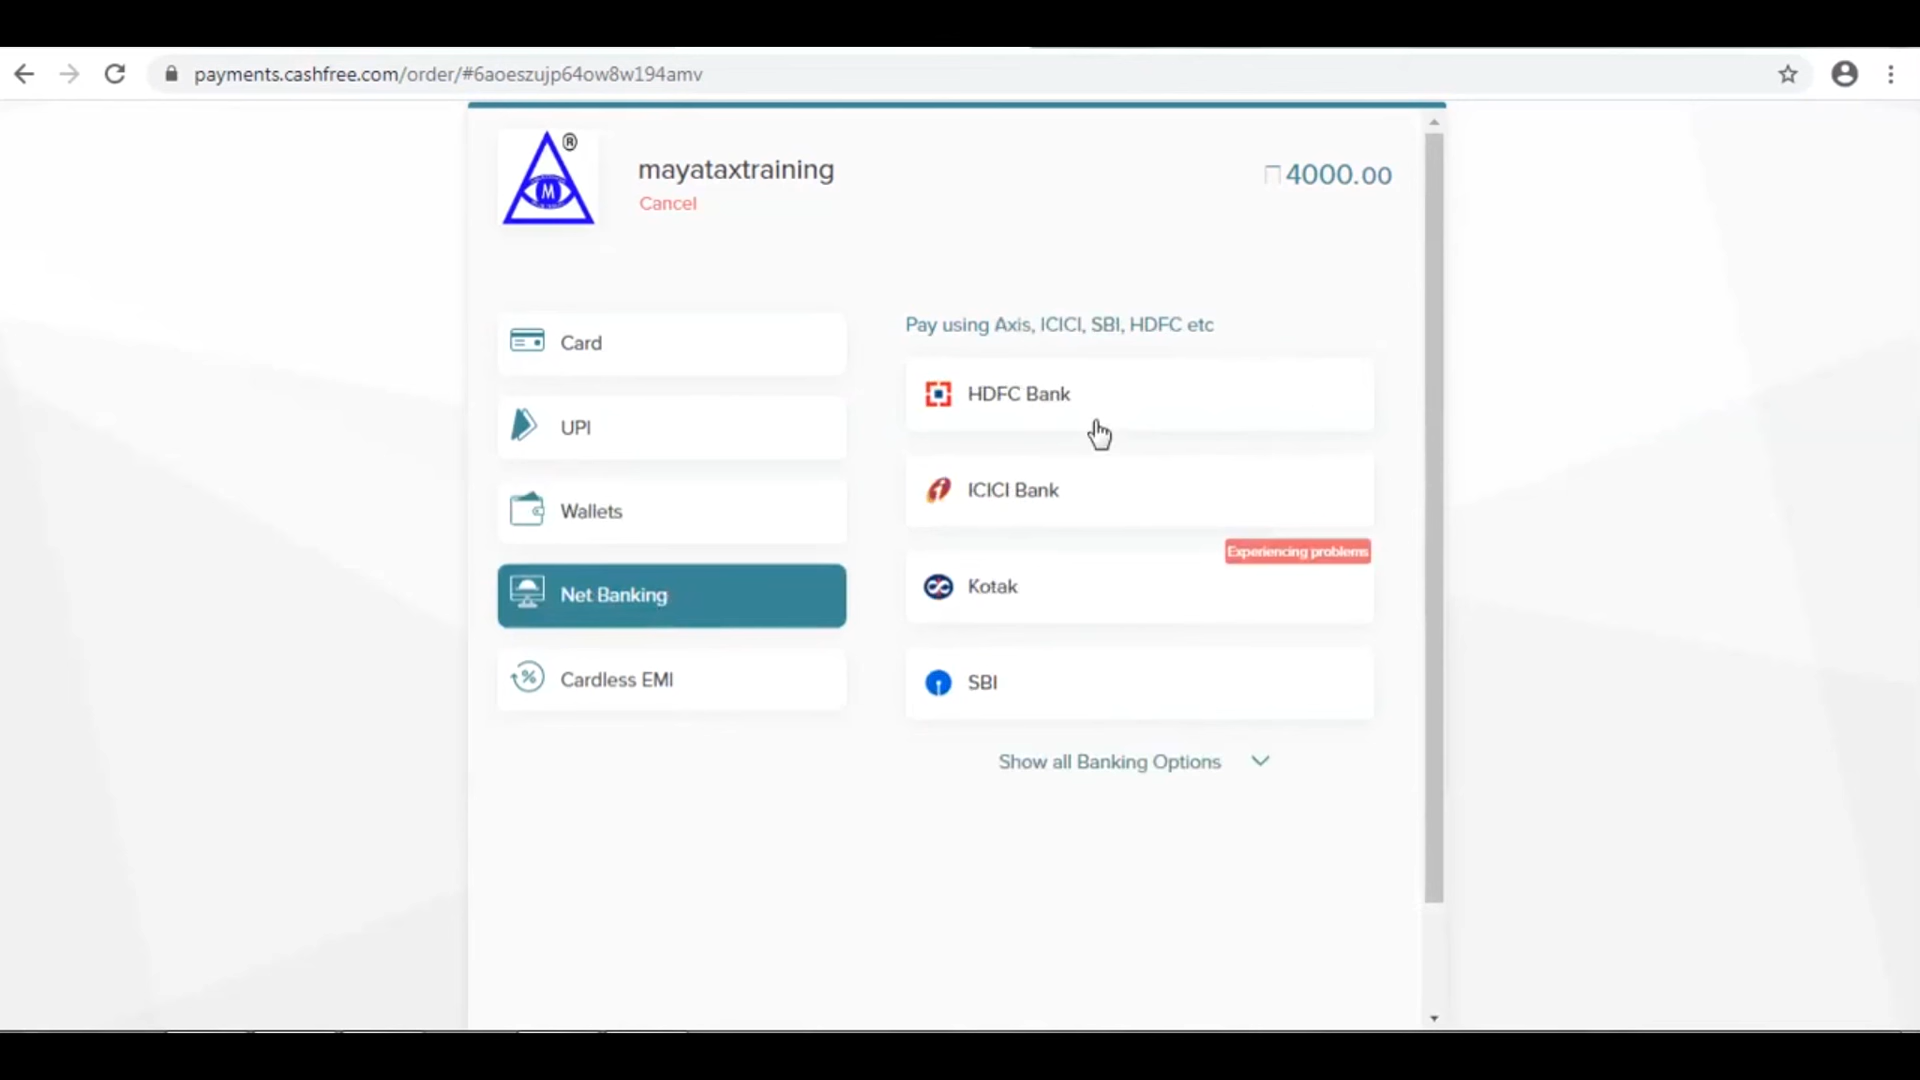 payments.cashfree.com/order/#6aoeszujp64ow8w194amv
®
M
mayataxtraining
4000.00
Cancel
Pay using Axis, ICICI, SBI, HDFC etc
Card
HDFC Bank
UPI
ICICI Bank
Wallets
Experiencing problems
Kotak
Net Banking
Cardless EMI
SBI
Show all Banking Options